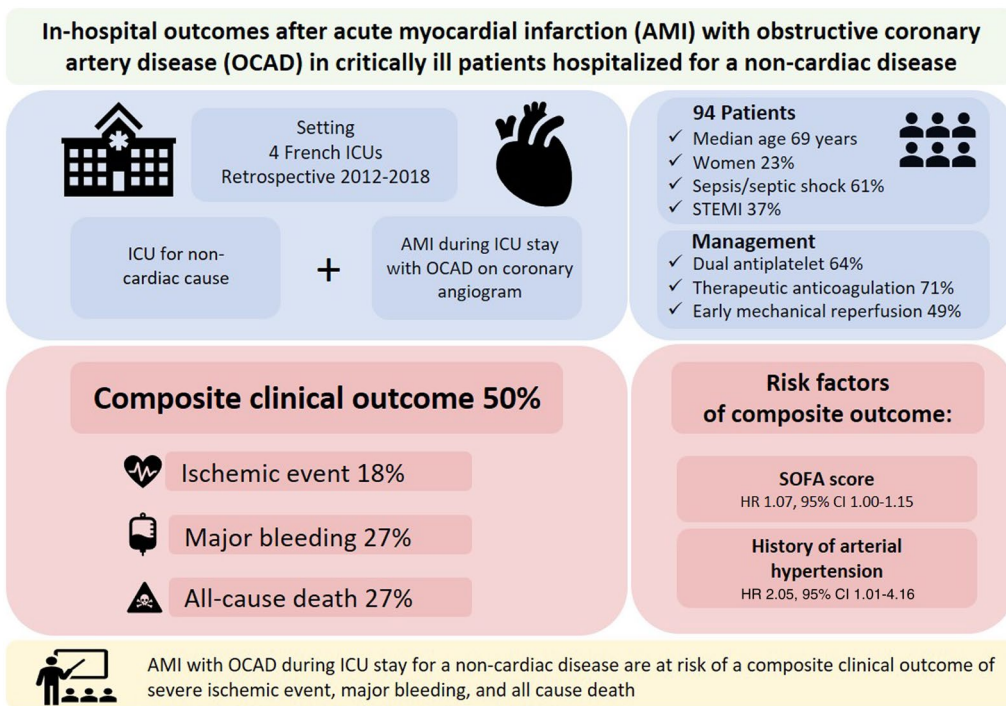 In-hospital outcomes after acute myocardial infarction (AMI) with obstructive coronary
artery disease (OCAD) in critically ill patients hospitalized for a non-cardiac disease
Setting
4 French ICUs
Retrospective 2012-2018
ICU for non-
cardiac cause
+
AMI during ICU stay
with OCAD on coronary
angiogram
94 Patients
✓ Median age 69 years
✓ Women 23%
✓ Sepsis/septic shock 61%
✓ STEMI 37%
Management
✓ Dual antiplatelet 64%
✓ Therapeutic anticoagulation 71%
✓ Early mechanical reperfusion 49%
Composite clinical outcome 50%
Ischemic event 18%
Major bleeding 27%
All-cause death 27%
Risk factors
of composite outcome:
SOFA score
HR 1.07, 95% CI 1.00-1.15
History of arterial
hypertension
HR 2.05, 95% CI 1.01-4.16
AMI with OCAD during ICU stay for a non-cardiac disease are at risk of a composite clinical outcome of
severe ischemic event, major bleeding, and all cause death